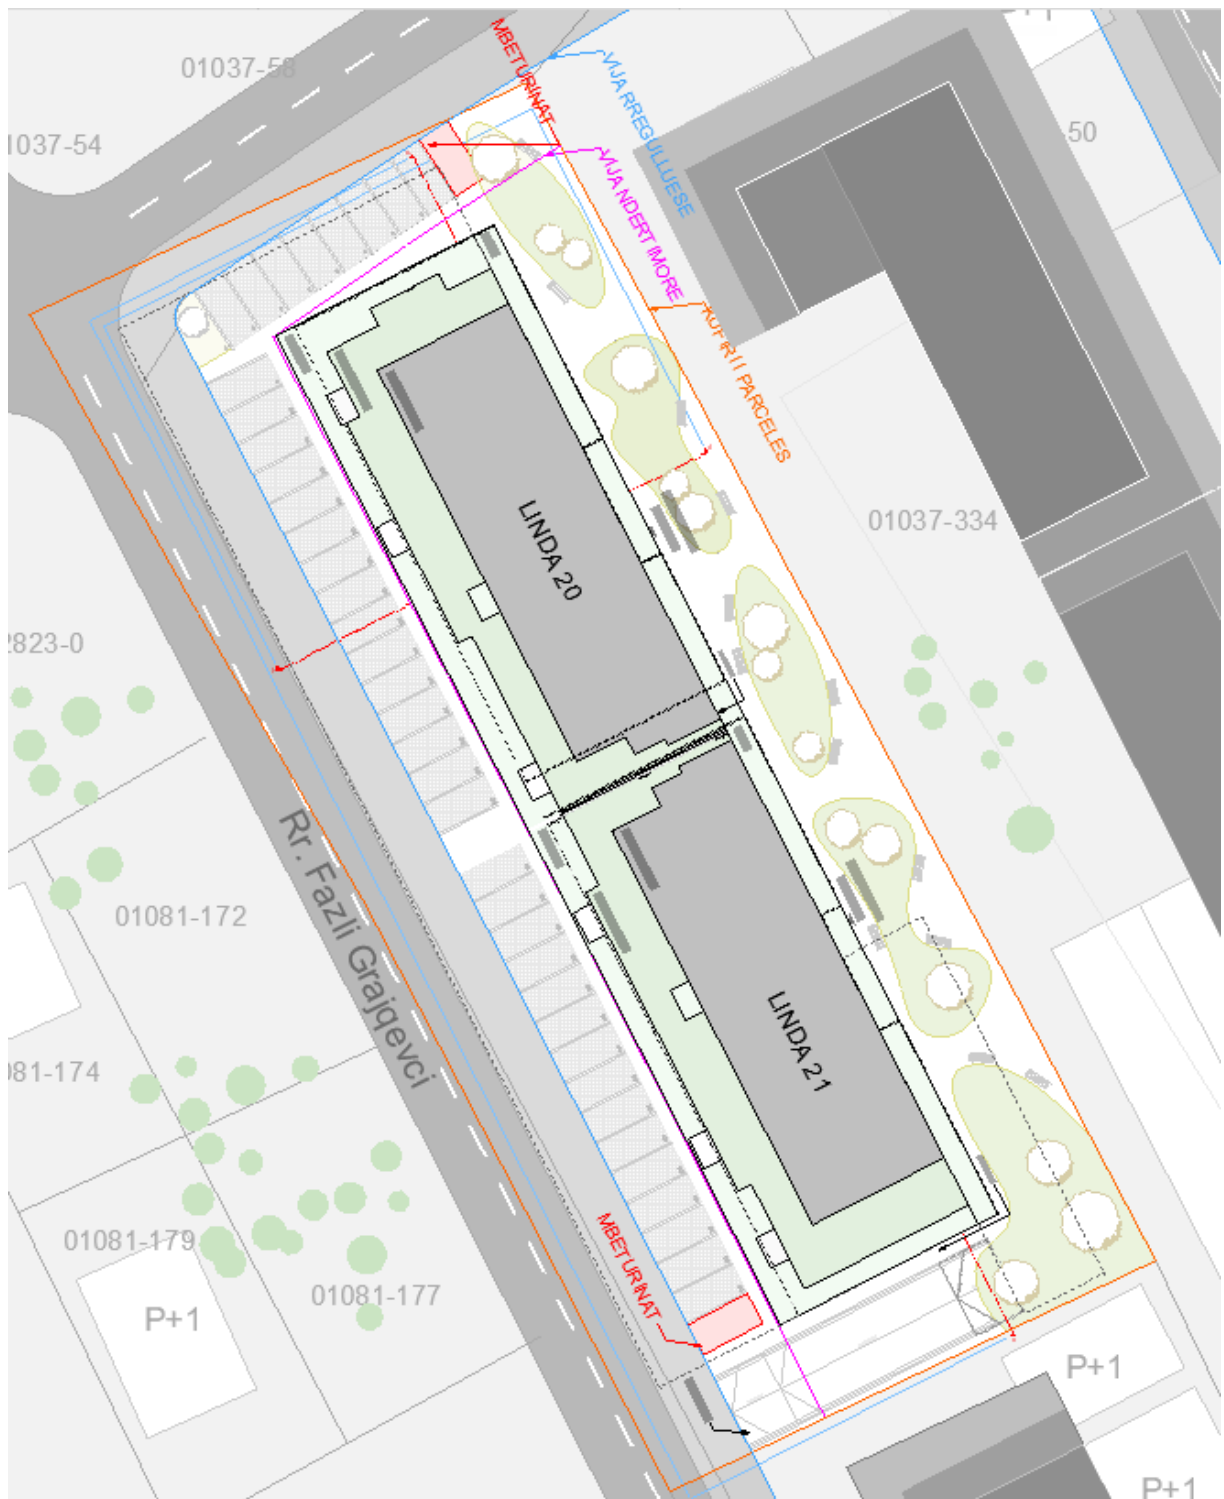 01037-58
MBETURINAT
VIJA RREGULLUESE
50
1037-54
VIJA NDERTIMORE
KUFIRI I PARCELES
LINDA 20
01037-334
2823-0
Rr. Fazli Grajqevci
01081-172
LINDA 21
081-174
01081-179
MBETURINAT
01081-177
P+1
P+1
P+1